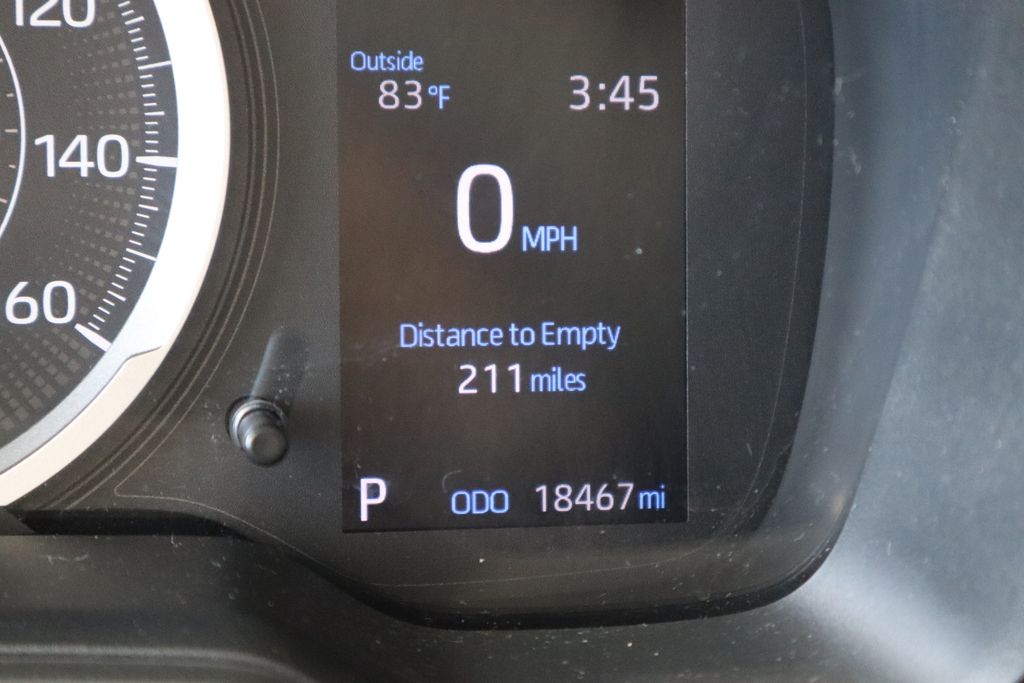 120
140
60
Outside
83 °F
3:45
0 MPH
Distance to Empty
211 miles
P
ODO 18467 mi